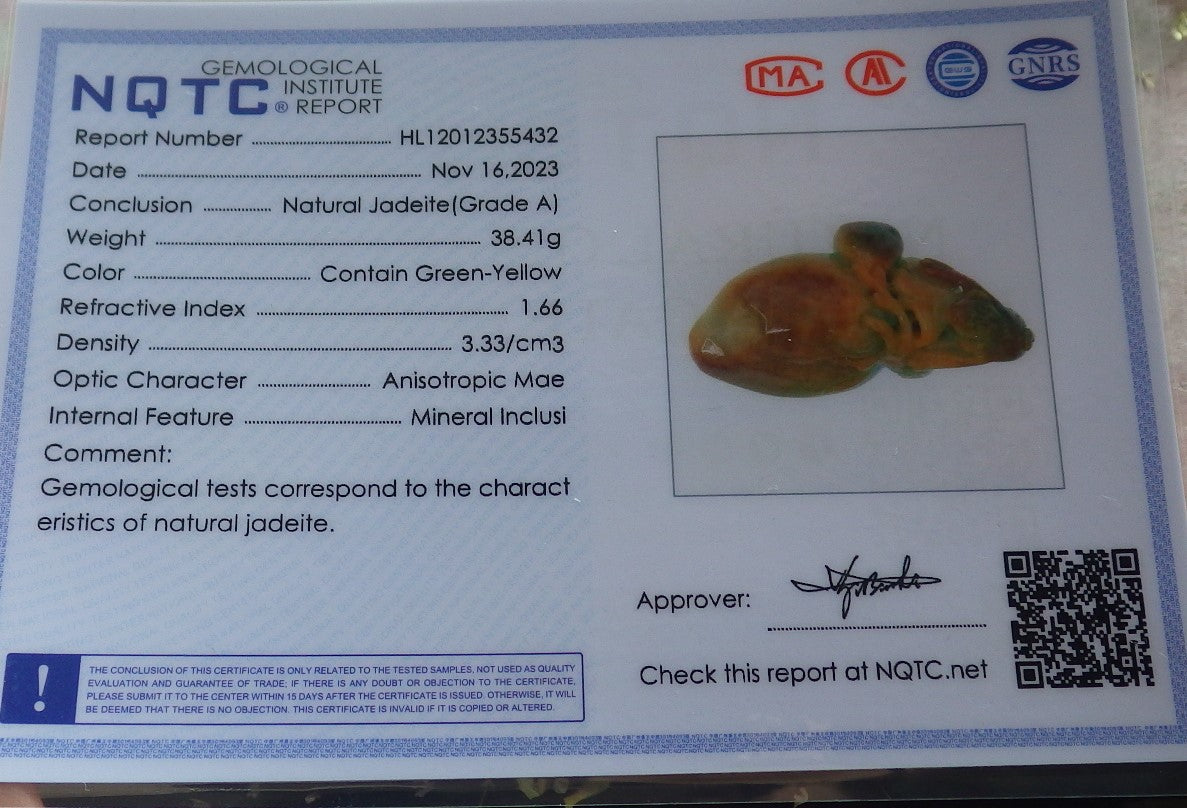 GEMOLOGICAL
NQTC® INSTITUTE
REPORT
Report Number HL12012355432
Date Nov 16,2023
Conclusion Natural Jadeite(Grade A)
Weight 38.41g
Color Contain Green-Yellow
Refractive Index 1.66
Density 3.33/cm3
Optic Character Anisotropic Mae
Internal Feature Mineral Inclusi
Comment:
Gemological tests correspond to the charact
eristics of natural jadeite.
! THE CONCLUSION OF THIS CERTIFICATE IS ONLY RELATED TO THE TESTED SAMPLES, NOT USED AS QUALITY
EVALUATION AND GUARANTEE OF TRADE; IF THERE IS ANY DOUBT OR OBJECTION TO THE CERTIFICATE,
PLEASE SUBMIT IT TO THE CENTER WITHIN 15 DAYS AFTER THE CERTIFICATE IS ISSUED. OTHERWISE, IT WILL
BE DEEMED THAT THERE IS NO OBJECTION. THIS CERTIFICATE IS INVALID IF IT IS COPIED OR ALTERED.
MA
GNRS
Approver:
Check this report at NQTC.net